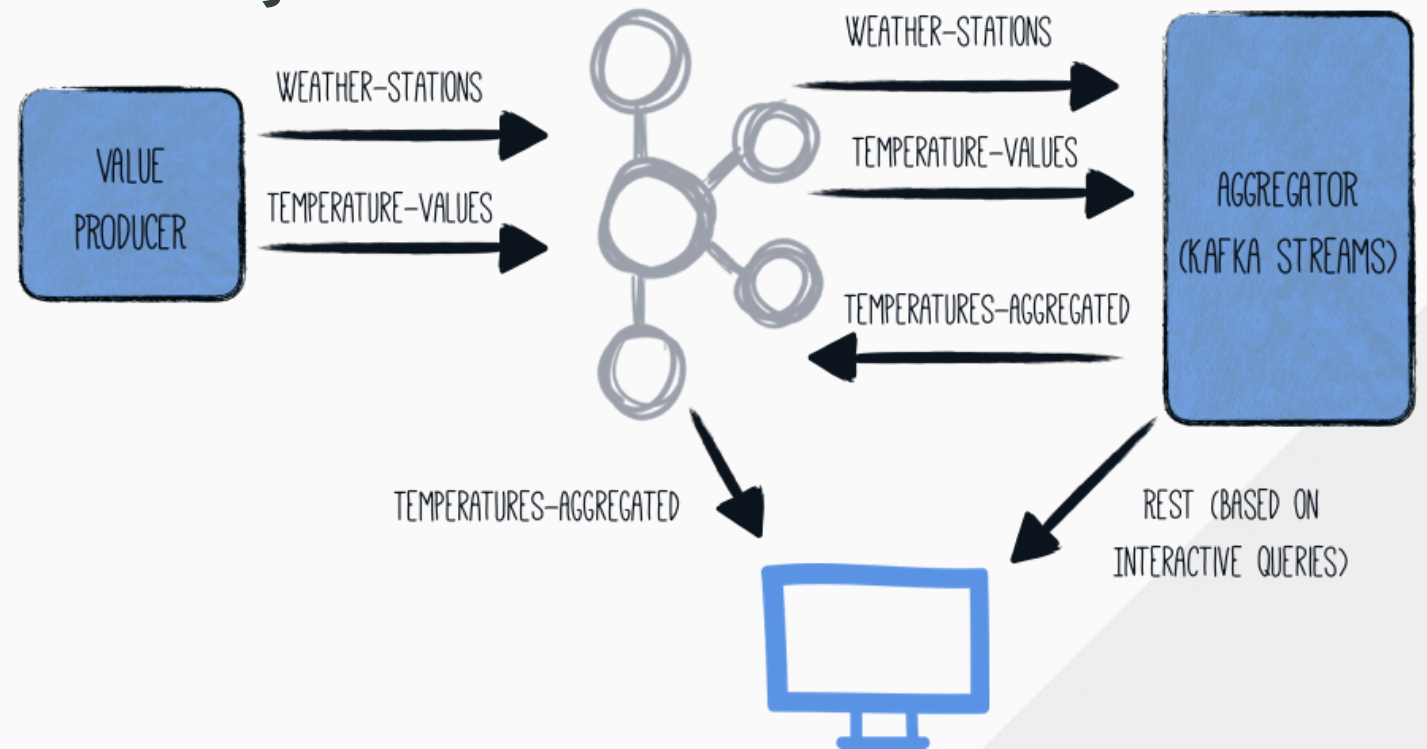 WEATHER-STATIONS
WEATHER-STATIONS
VALUE
PRODUCER
TEMPERATURE-VALUES
TEMPERATURE-VALUES
AGGREGATOR
(KAFKA STREAMS)
TEMPERATURES-AGGREGATED
TEMPERATURES-AGGREGATED
REST (BASED ON
INTERACTIVE QUERIES)